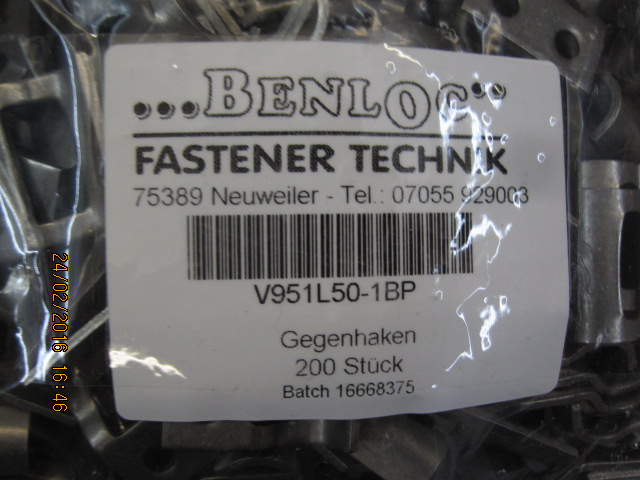 ...BENLOC...
FASTENER TECHNIK
75389 Neuweiler - Tel.: 07055 929003
V951L50-1BP
Gegenhaken
200 Stück
Batch 16668375
24/02/2016 16:46